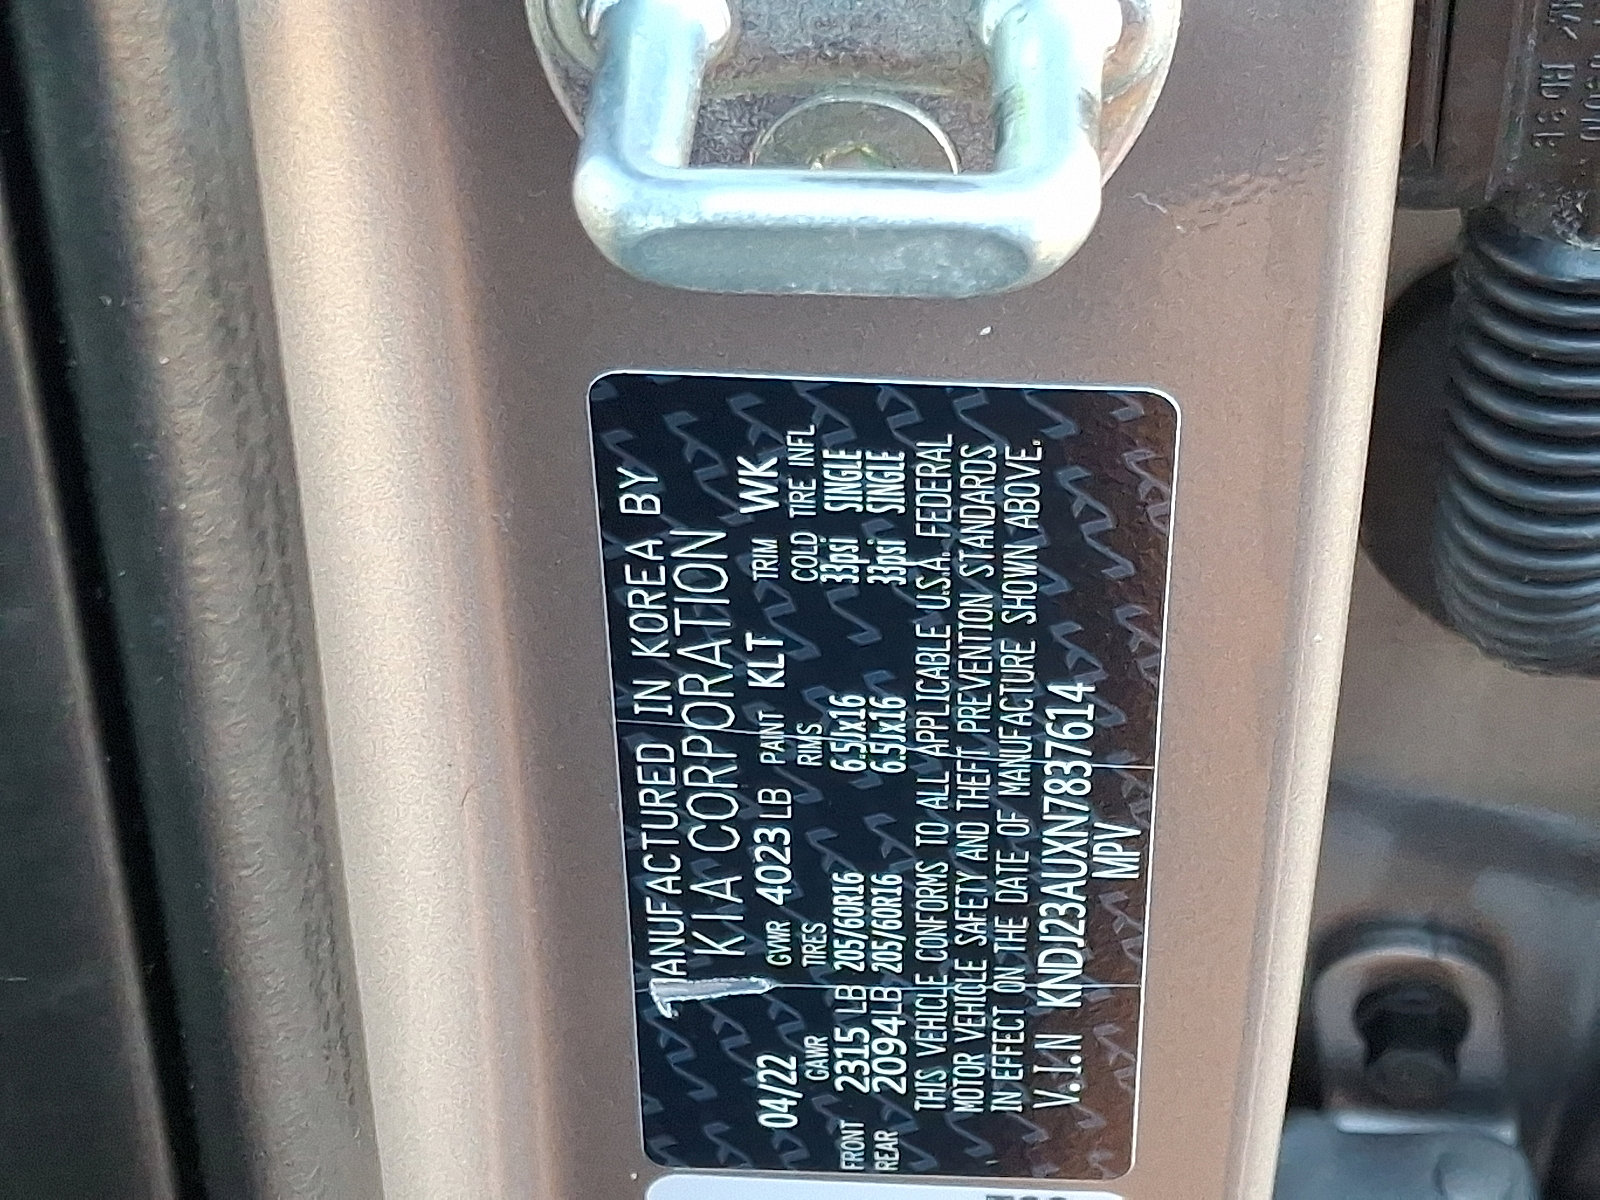 MANUFACTURED IN KOREA BY
KIA CORPORATION
04/22 GVWR 4023 LB PAINT KLT TRIM WK
GAWR TIRES RIMS COLD TIRE INFL
FRONT 2315 LB 205/60R16 6.5Jx16 33psi SINGLE
REAR 2094LB 205/60R16 6.5Jx16 33psi SINGLE
THIS VEHICLE CONFORMS TO ALL APPLICABLE U.S.A. FEDERAL
MOTOR VEHICLE SAFETY AND THEFT PREVENTION STANDARDS
IN EFFECT ON THE DATE OF MANUFACTURE SHOWN ABOVE.
V.I.N KNDJ23AUXN7837614
MPV